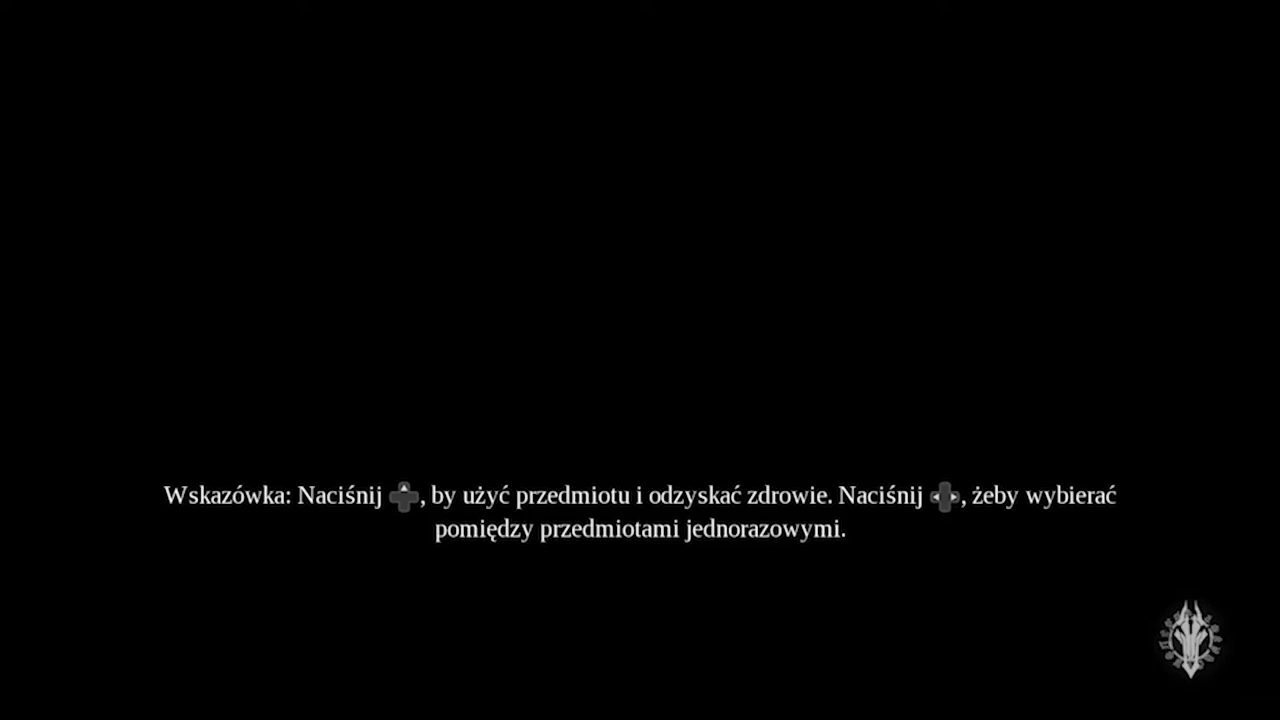 Wskazówka: Naciśnij , by użyć przedmiotu i odzyskać zdrowie. Naciśnij , żeby wybierać
pomiędzy przedmiotami jednorazowymi.